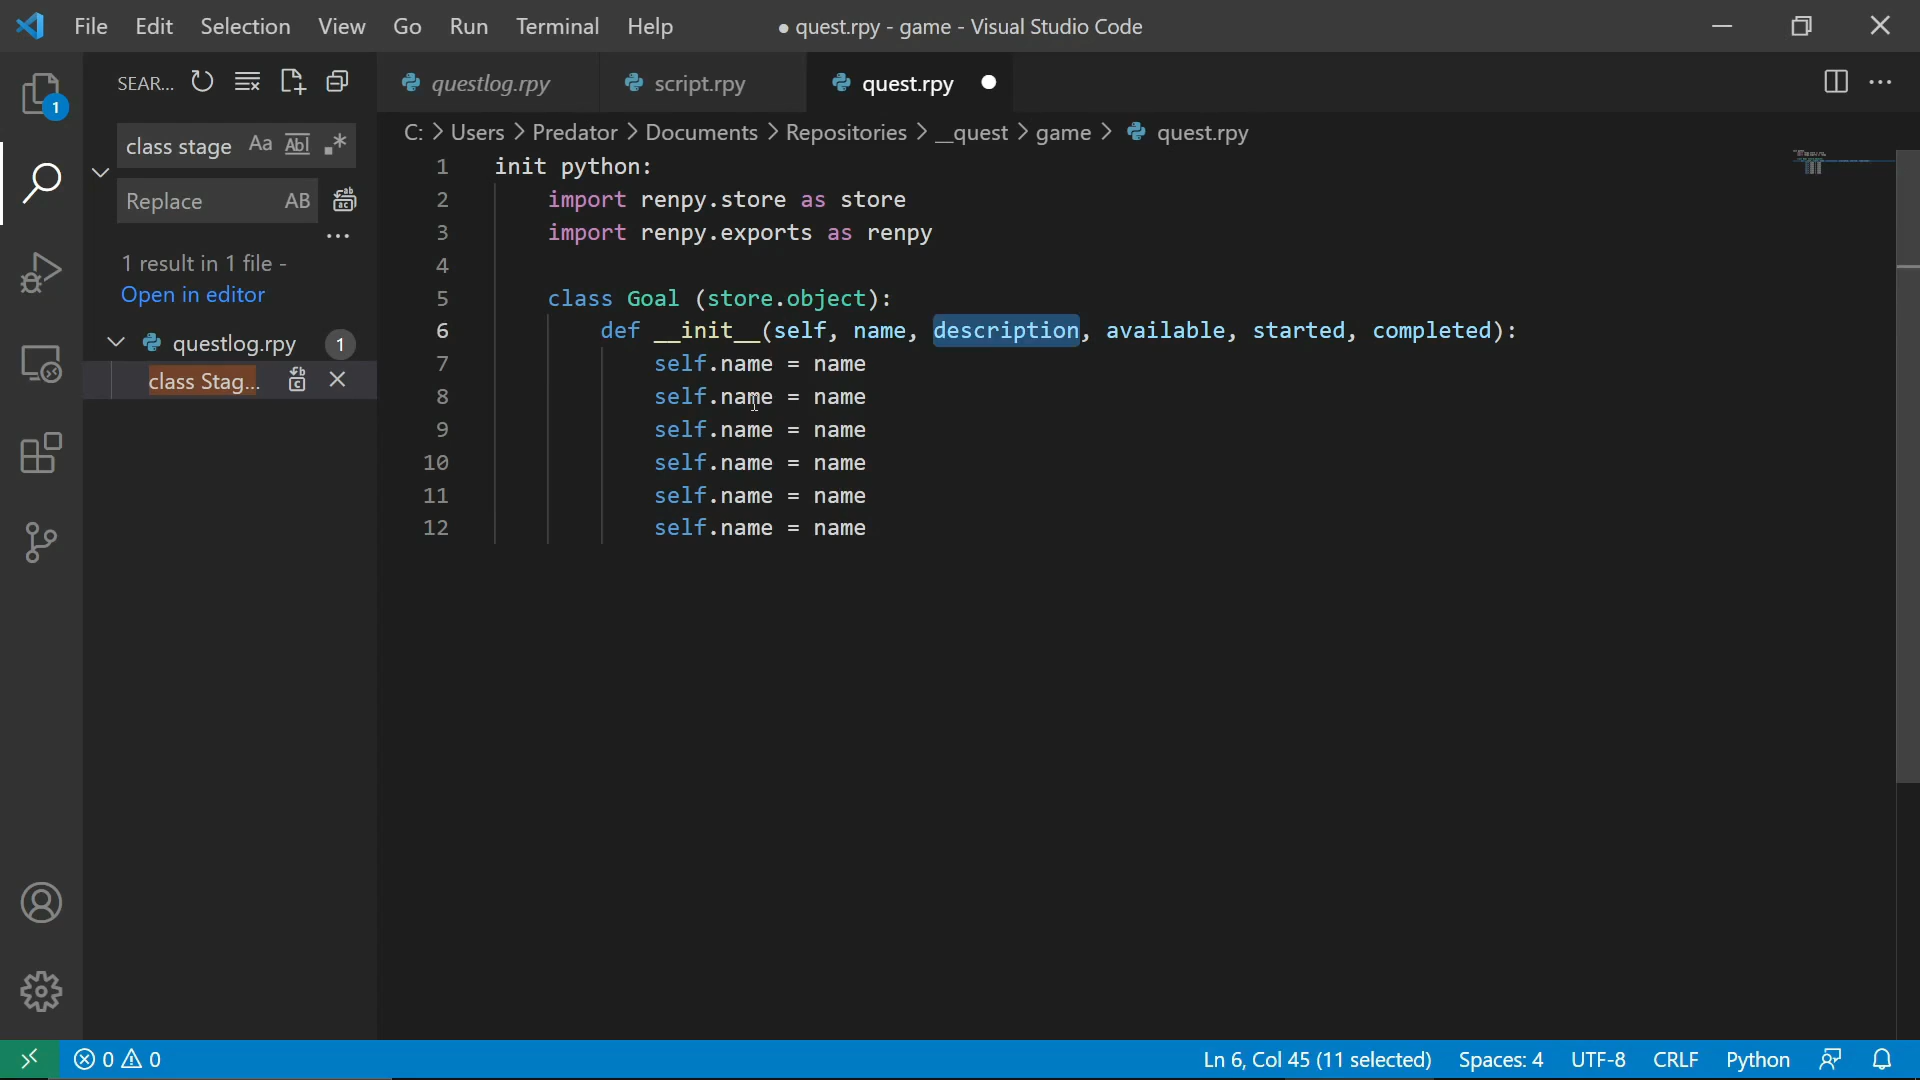 File Edit Selection View Go Run Terminal Help
● quest.rpy - game - Visual Studio Code
1
SEAR...
class stage Aa Abl .*
Replace AB
1 result in 1 file -
Open in editor
questlog.rpy 1
class Stag...
questlog.rpy script.rpy quest.rpy
C: > Users > Predator > Documents > Repositories > __quest > game > quest.rpy
1 init python:
2 import renpy.store as store
3 import renpy.exports as renpy
4
5 class Goal (store.object):
6 def __init__(self, name, description, available, started, completed):
7 self.name = name
8 self.name = name
9 self.name = name
10 self.name = name
11 self.name = name
12 self.name = name
0 0
Ln 6, Col 45 (11 selected) Spaces: 4 UTF-8 CRLF Python